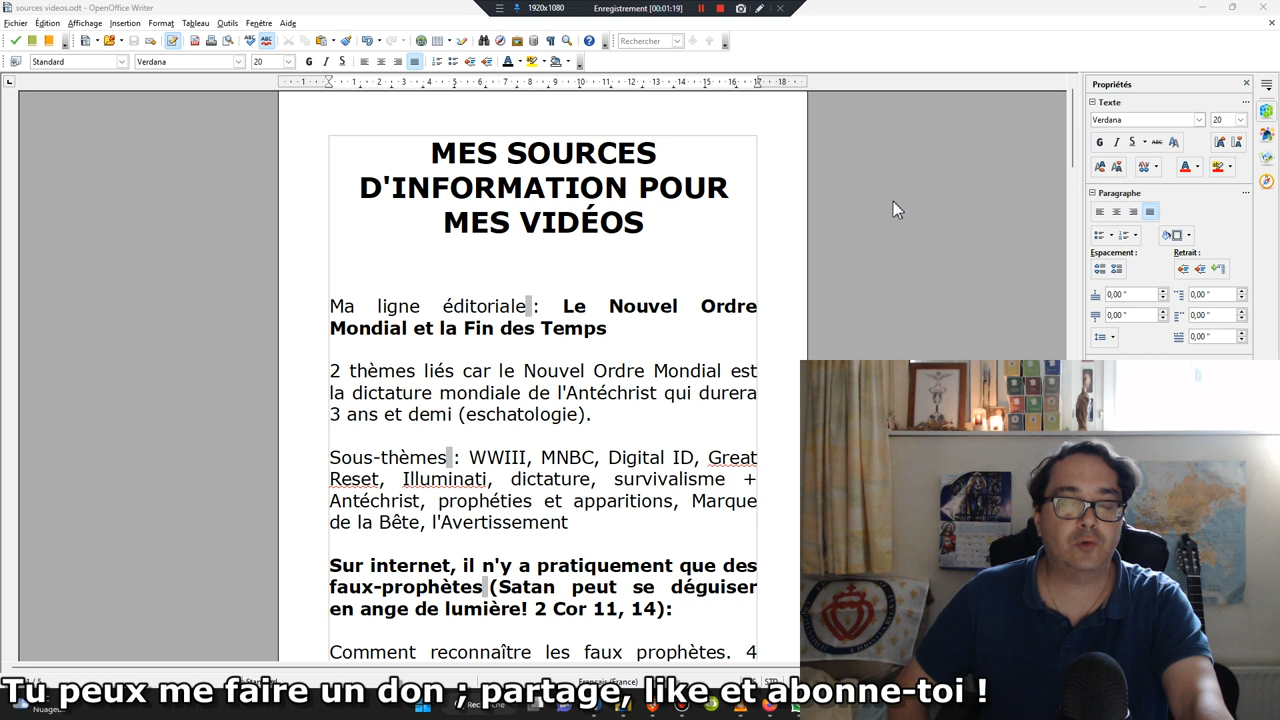 sources videos.odt - OpenOffice Writer
1920x1080
Enregistrement [00:01:19]
Fichier Édition Affichage Insertion Format Tableau Outils Fenêtre Aide
Rechercher
Standard Verdana 20
Propriétés
Texte
Verdana 20
Paragraphe
Espacement : Retrait :
0,00 " 0,00 "
0,00 " 0,00 "
0,00 "
MES SOURCES
D'INFORMATION POUR
MES VIDÉOS
Ma ligne éditoriale : Le Nouvel Ordre
Mondial et la Fin des Temps
2 thèmes liés car le Nouvel Ordre Mondial est
la dictature mondiale de l'Antéchrist qui durera
3 ans et demi (eschatologie).
Sous-thèmes : WWIII, MNBC, Digital ID, Great
Reset, Illuminati, dictature, survivalisme +
Antéchrist, prophéties et apparitions, Marque
de la Bête, l'Avertissement
Sur internet, il n'y a pratiquement que des
faux-prophètes (Satan peut se déguiser
en ange de lumière! 2 Cor 11, 14):
Comment reconnaître les faux prophètes. 4
Tu peux me faire un don ; partage, like et abonne-toi !